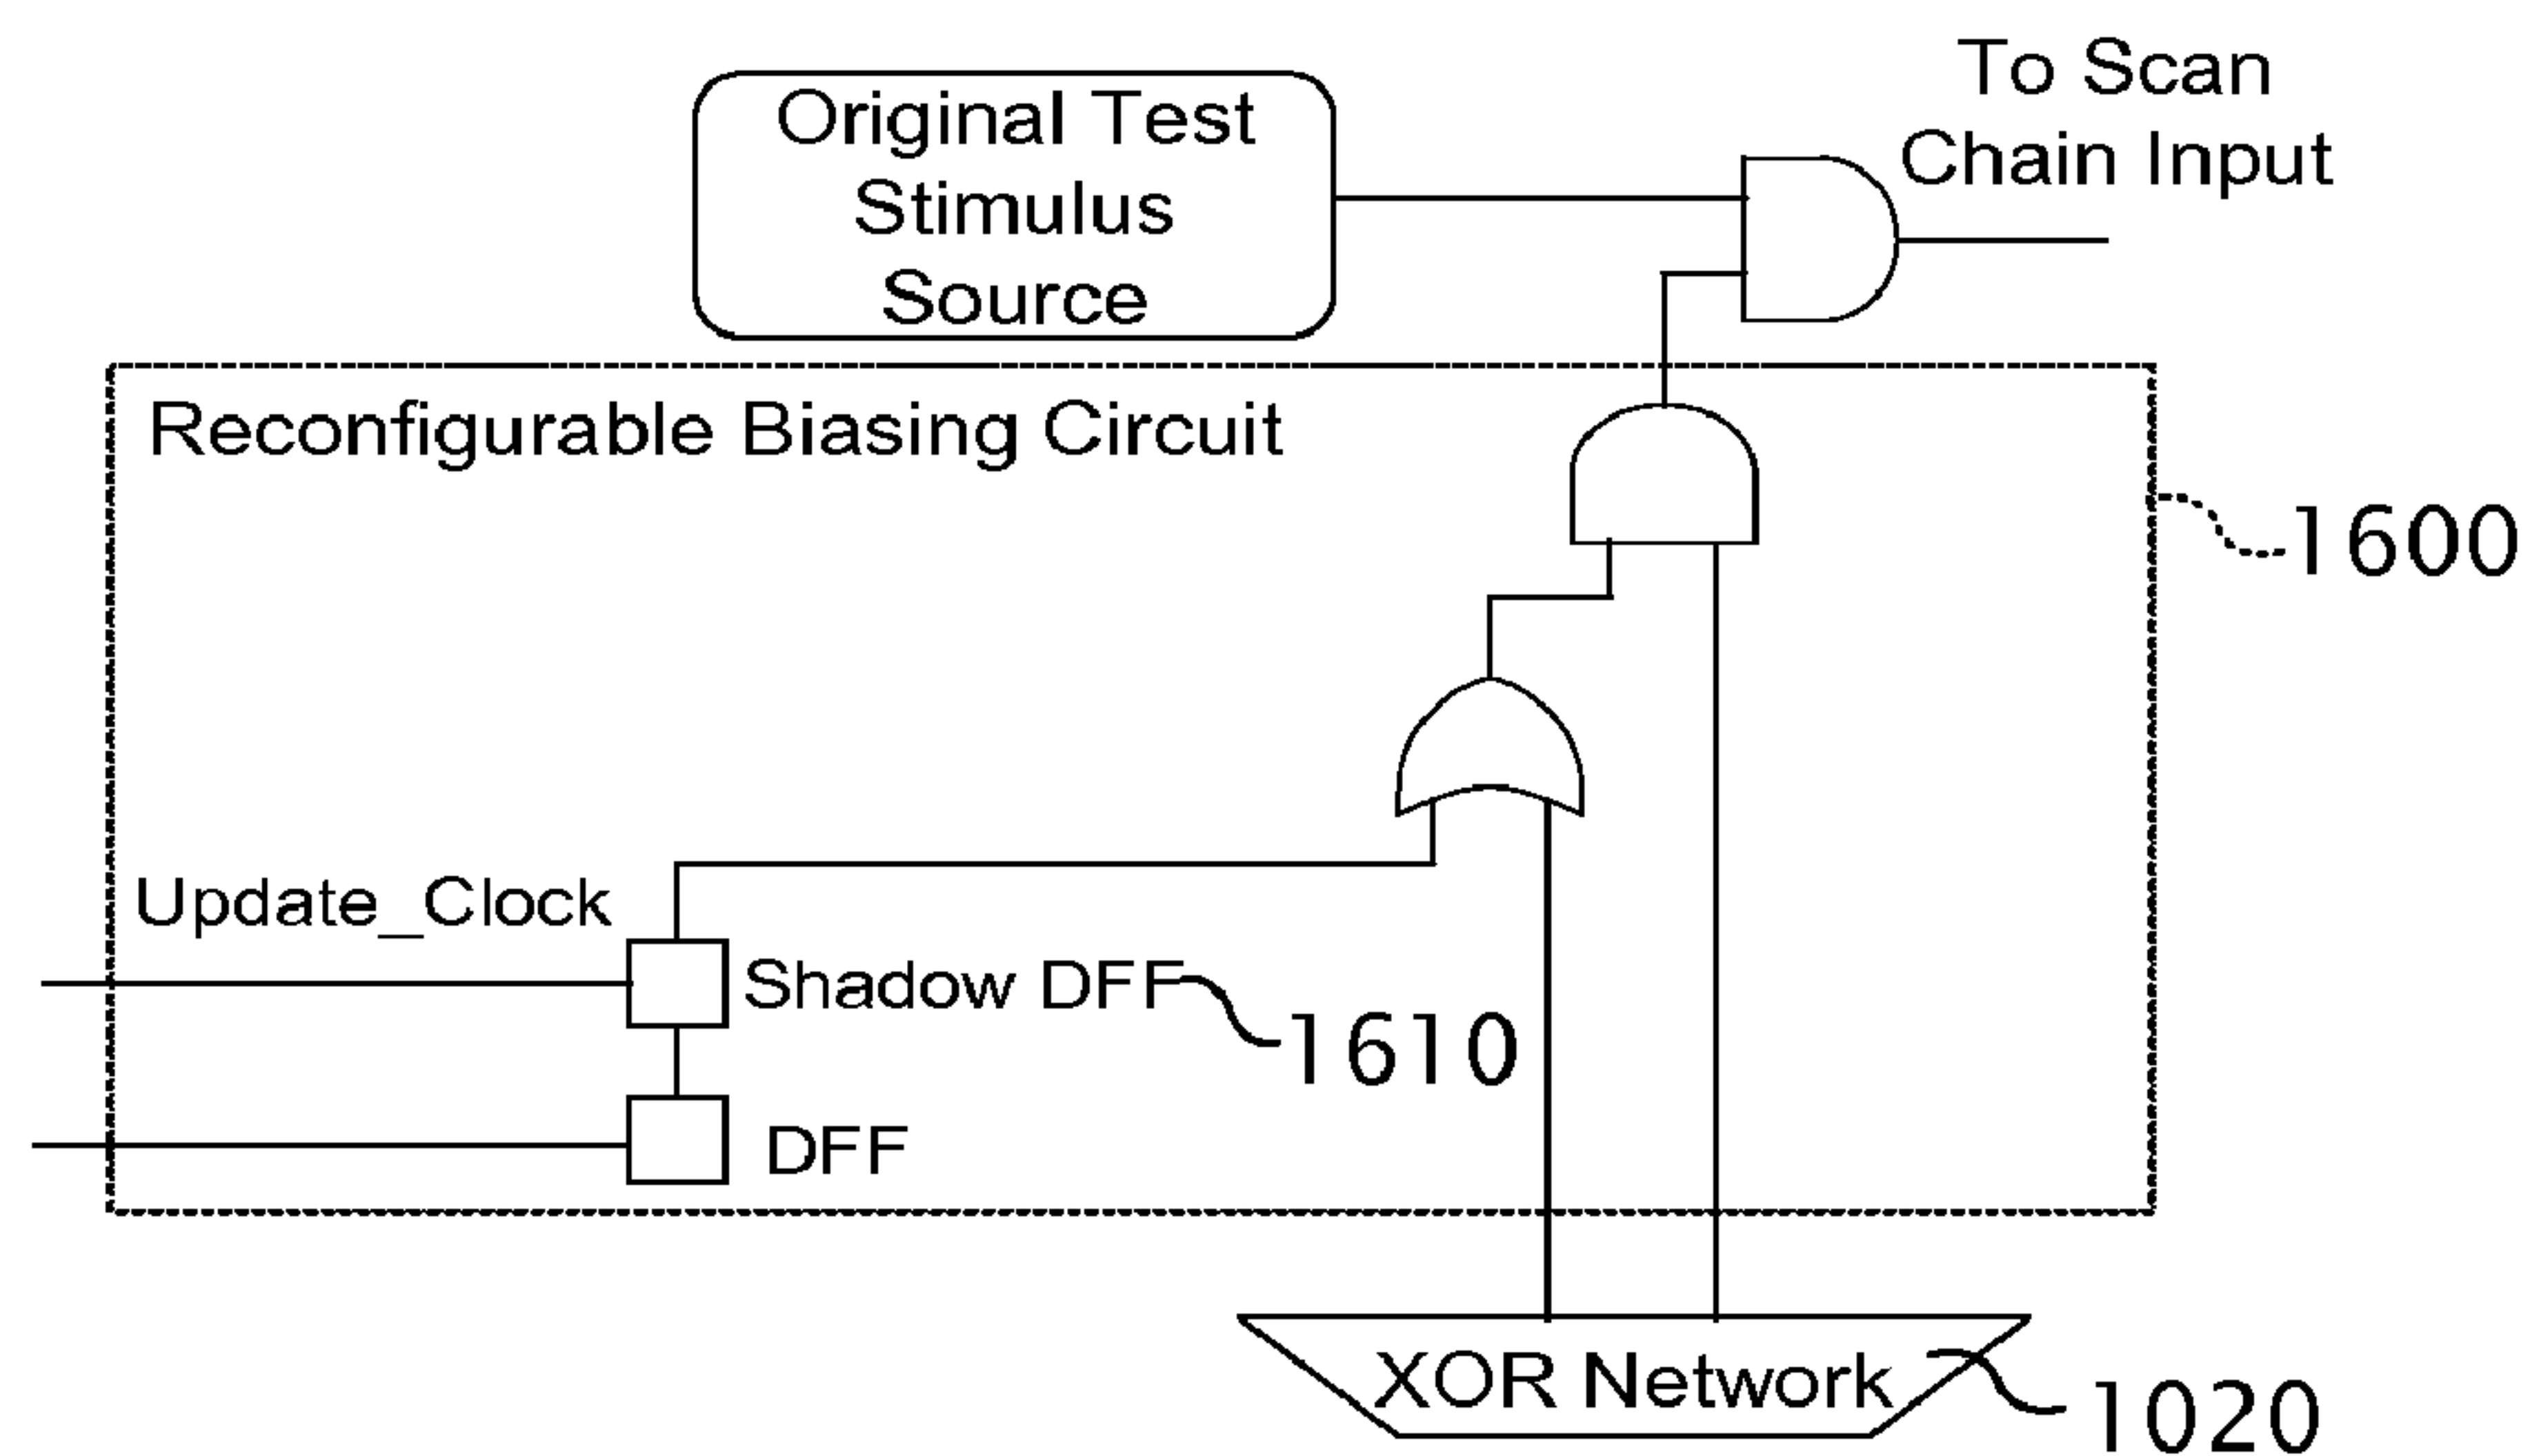 Original Test
Stimulus
Source
To Scan
Chain Input
Reconfigurable Biasing Circuit
1600
Update_Clock
Shadow DFF
1610
DFF
XOR Network
1020